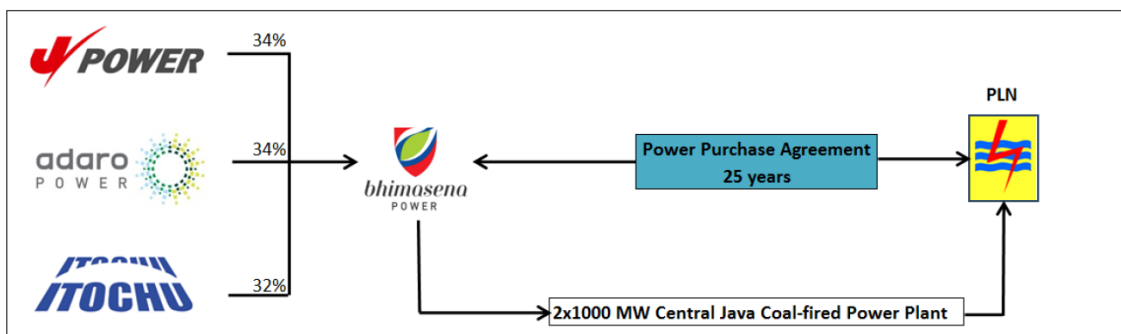 34%
J POWER
PLN
adaro
POWER
34%
Power Purchase Agreement
25 years
bhimasena
POWER
ITOCHU
ITOCHU
32%
2x1000 MW Central Java Coal-fired Power Plant